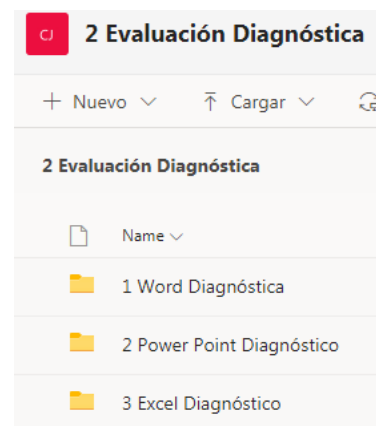 CJ 2 Evaluación Diagnóstica
Nuevo Cargar
2 Evaluación Diagnóstica
Name
1 Word Diagnóstica
2 Power Point Diagnóstico
3 Excel Diagnóstico